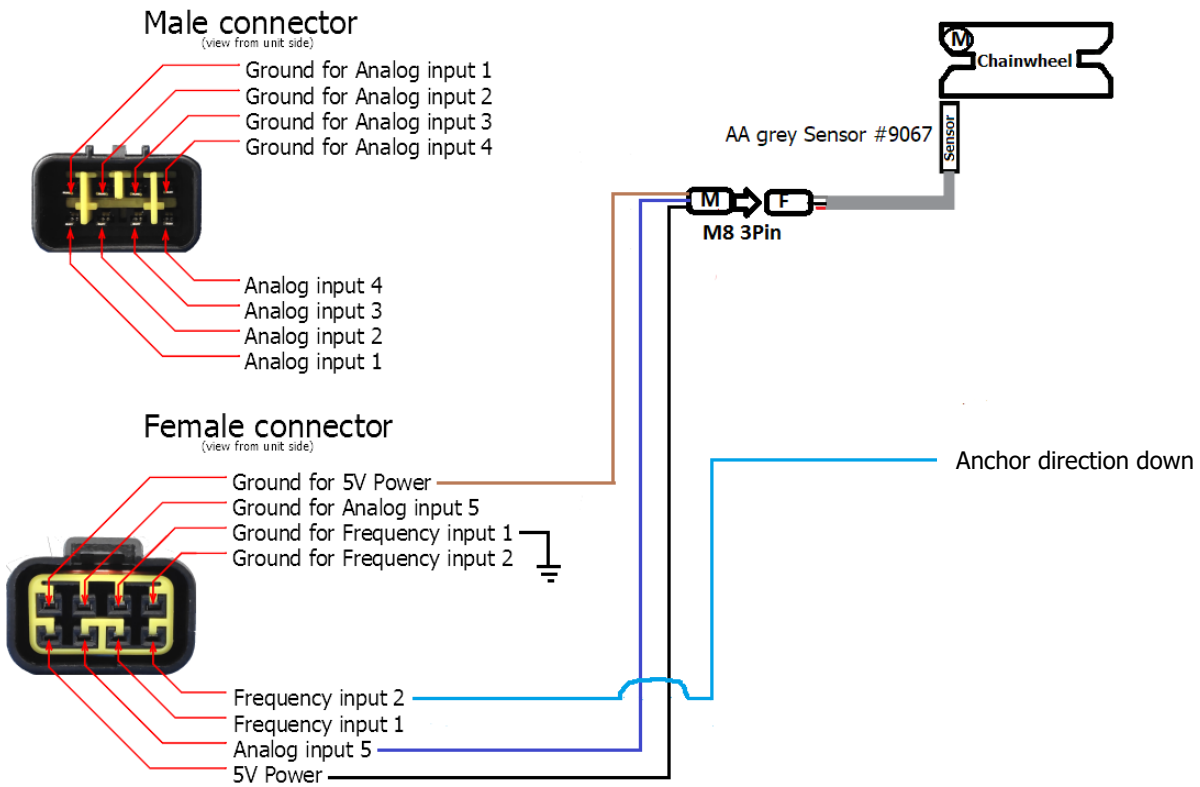 Male connector
(view from unit side)
Ground for Analog input 1
Ground for Analog input 2
Ground for Analog input 3
Ground for Analog input 4
Analog input 4
Analog input 3
Analog input 2
Analog input 1
M
Chainwheel
AA grey Sensor #9067
Sensor
M
F
M8 3Pin
Female connector
(view from unit side)
Ground for 5V Power
Ground for Analog input 5
Ground for Frequency input 1
Ground for Frequency input 2
Anchor direction down
Frequency input 2
Frequency input 1
Analog input 5
5V Power